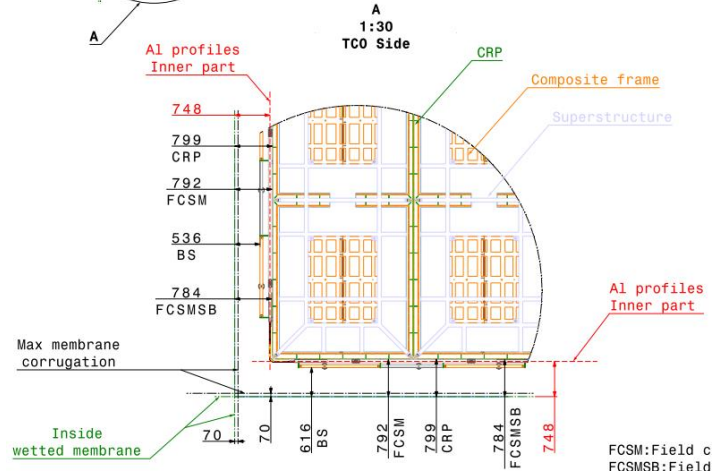 A
A
1:30
TCO Side
Al profiles
Inner part
CRP
Composite frame
Superstructure
748
799
CRP
792
FCSM
536
BS
784
FCSMSB
Al profiles
Inner part
Max membrane
corrugation
Inside
wetted membrane
70
70
616
BS
792
FCSM
799
CRP
784
FCSMSB
748
FCSM:Field c
FCSMSB:Field